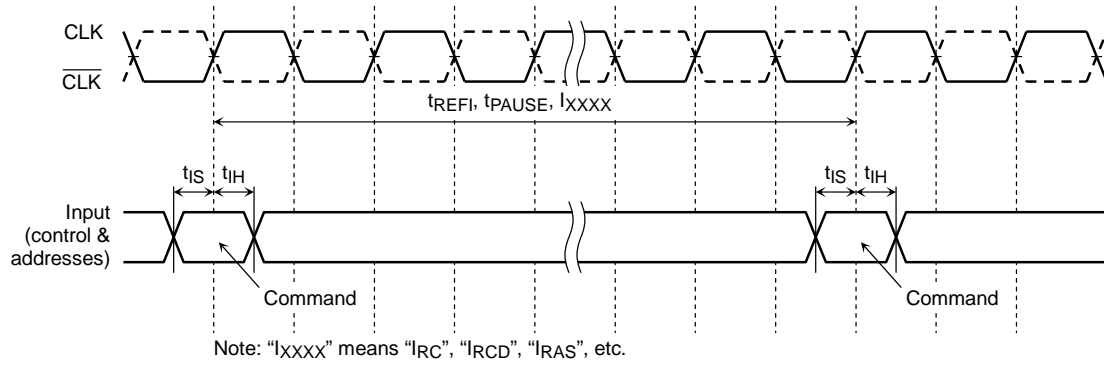 CLK
CLK
tREFI, tPAUSE, IXXXX
tIS tIH tIS tIH
Input
(control &
addresses)
Command Command
Note: “IXXXX” means “IRC”, “IRCD”, “IRAS”, etc.